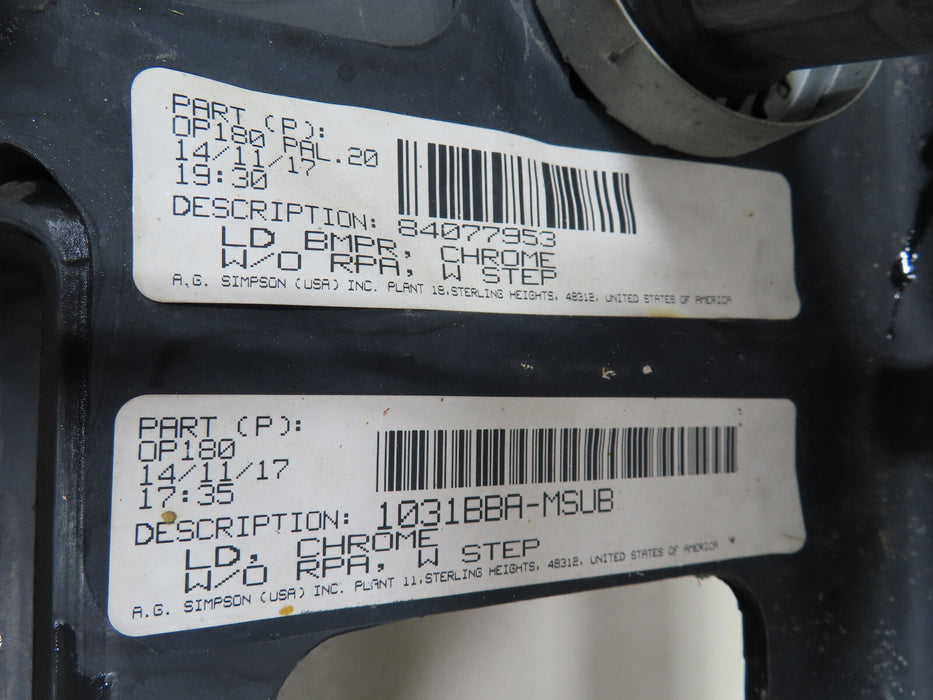 PART (P):
OP180 PAL.20
14/11/17
19:30
DESCRIPTION: 84077953
LD BMPR, CHROME
W/O RPA, W STEP
A.G. SIMPSON (USA) INC. PLANT 18,STERLING HEIGHTS, 48312, UNITED STATES OF AMERICA
PART (P):
OP180
14/11/17
17:35
DESCRIPTION: 1031BBA-MSUB
LD, CHROME
W/O RPA, W STEP
A.G. SIMPSON (USA) INC. PLANT 11,STERLING HEIGHTS, 48312, UNITED STATES OF AMERICA